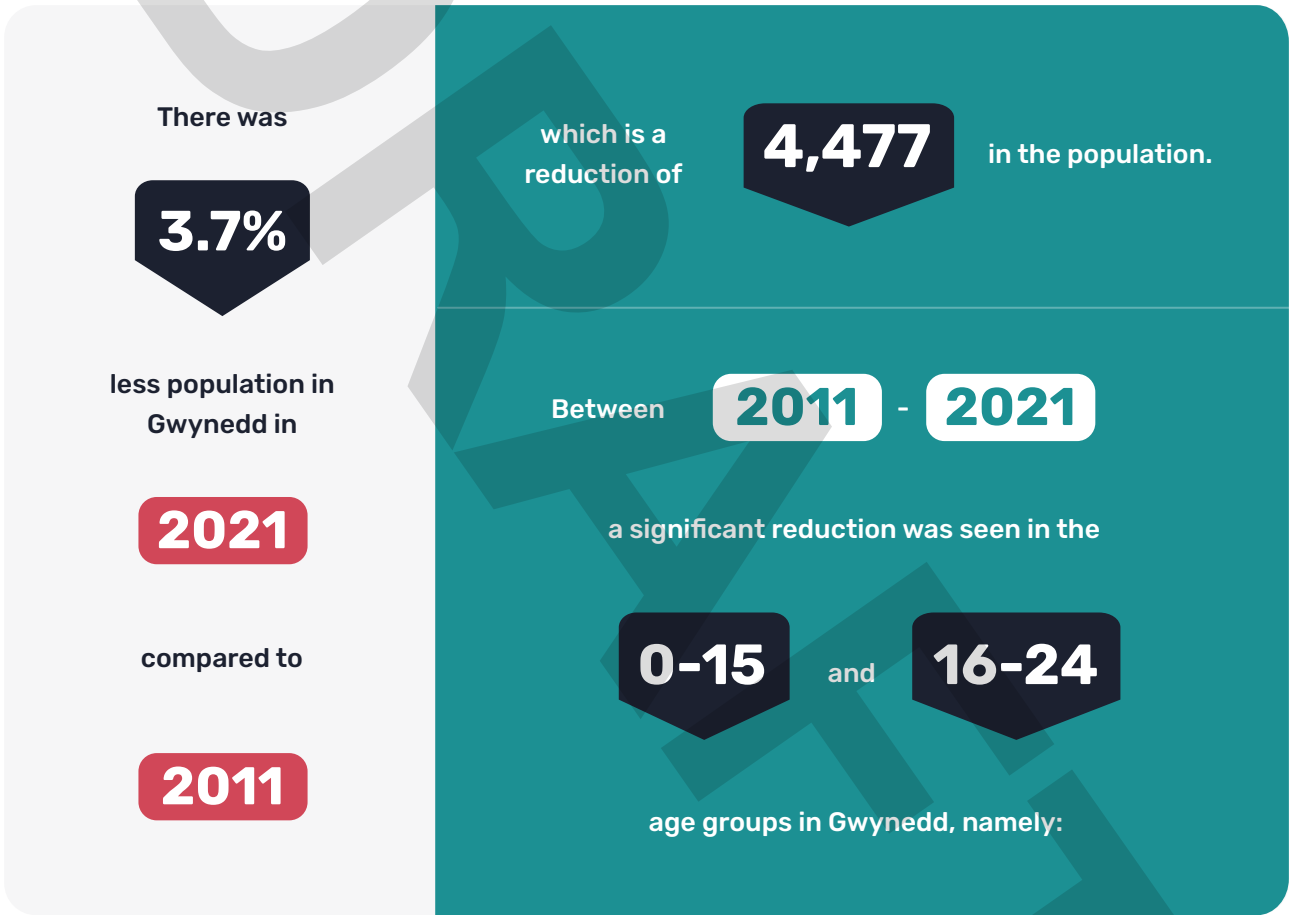 There was
3.7%
less population in
Gwynedd in
2021
compared to
2011
which is a
reduction of
4,477
in the population.
Between 2011 - 2021
a significant reduction was seen in the
0-15 and 16-24
age groups in Gwynedd, namely:
DRAFT